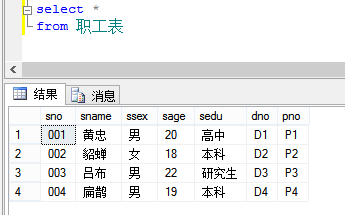 select *
from 职工表
结果 消息
sno sname ssex sage sedu dno pno
1 001 黄忠 男 20 高中 D1 P1
2 002 貂蝉 女 18 本科 D2 P2
3 003 吕布 男 22 研究生 D3 P3
4 004 扁鹊 男 19 本科 D4 P4